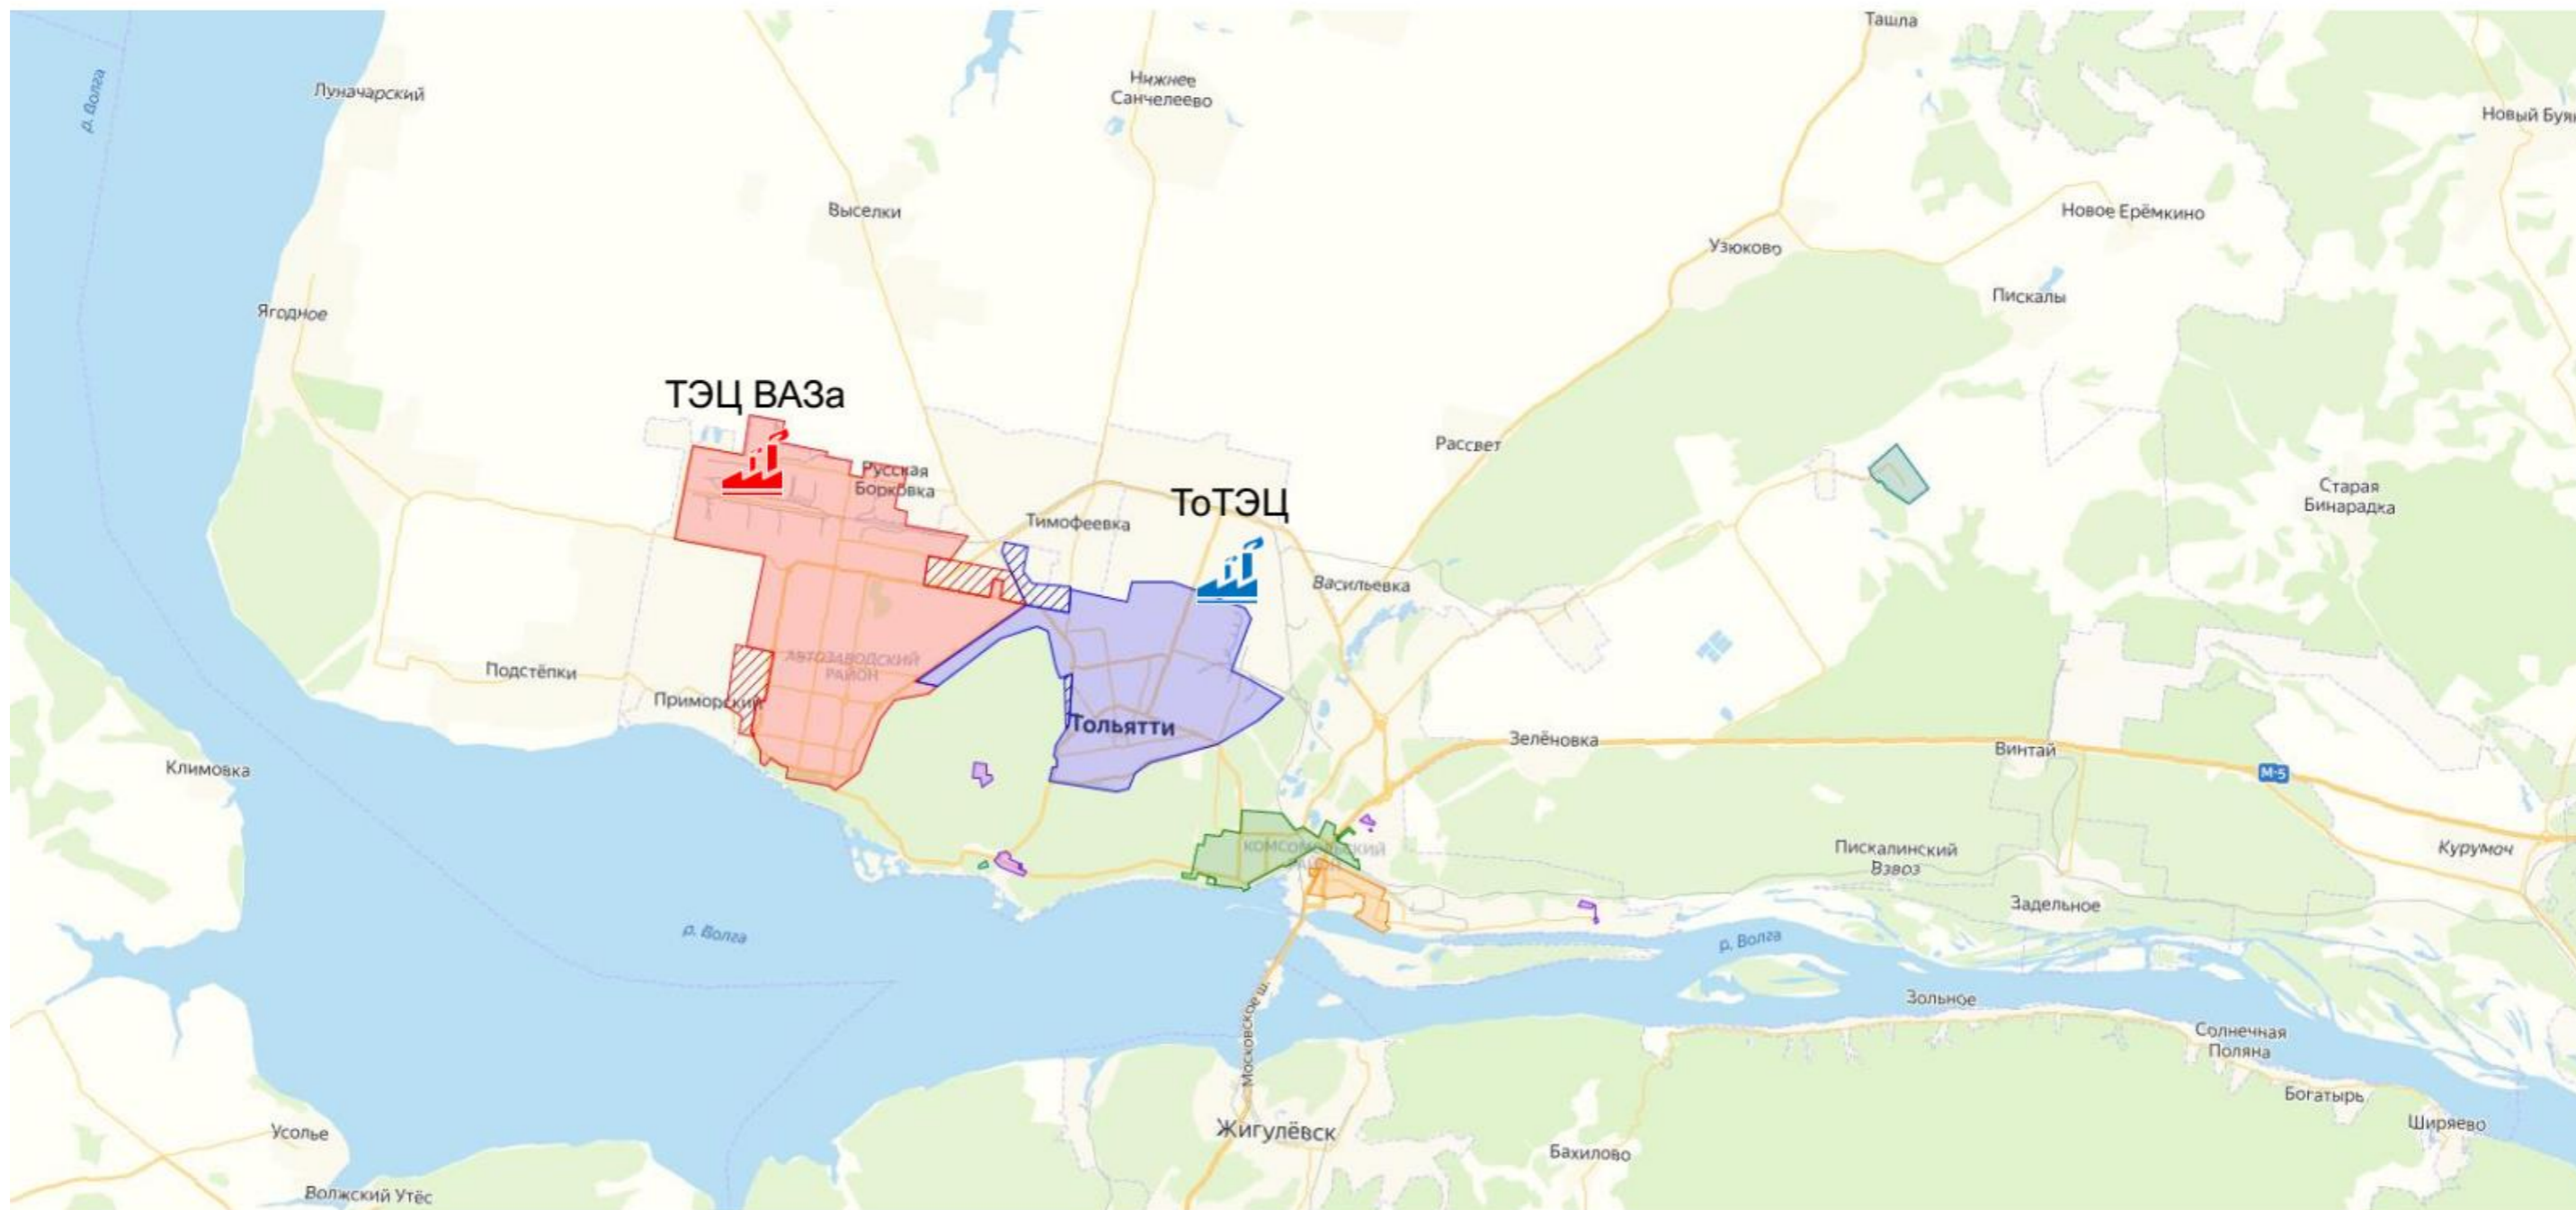 Ташла
р. Волга
Луначарский
Нижнее
Санчелеево
Новый Буян
Выселки
Новое Ерёмкино
Узюково
Пискалы
Ягодное
ТЭЦ ВАЗа
Рассвет
Русская
Борковка
Старая
Бинарадка
ТоТЭЦ
Тимофеевка
Васильевка
АВТОЗАВОДСКИЙ
РАЙОН
Подстёпки
Приморский
Тольятти
Зелёновка
Винтай
М-5
Климовка
КОМСОМОЛЬСКИЙ
РАЙОН
Пискалинский
Взвоз
Курумоч
Задельное
р. Волга
р. Волга
Зольное
Московское ш.
Солнечная
Поляна
Богатырь
Ширяево
Усолье
Жигулёвск
Бахилово
Волжский Утёс